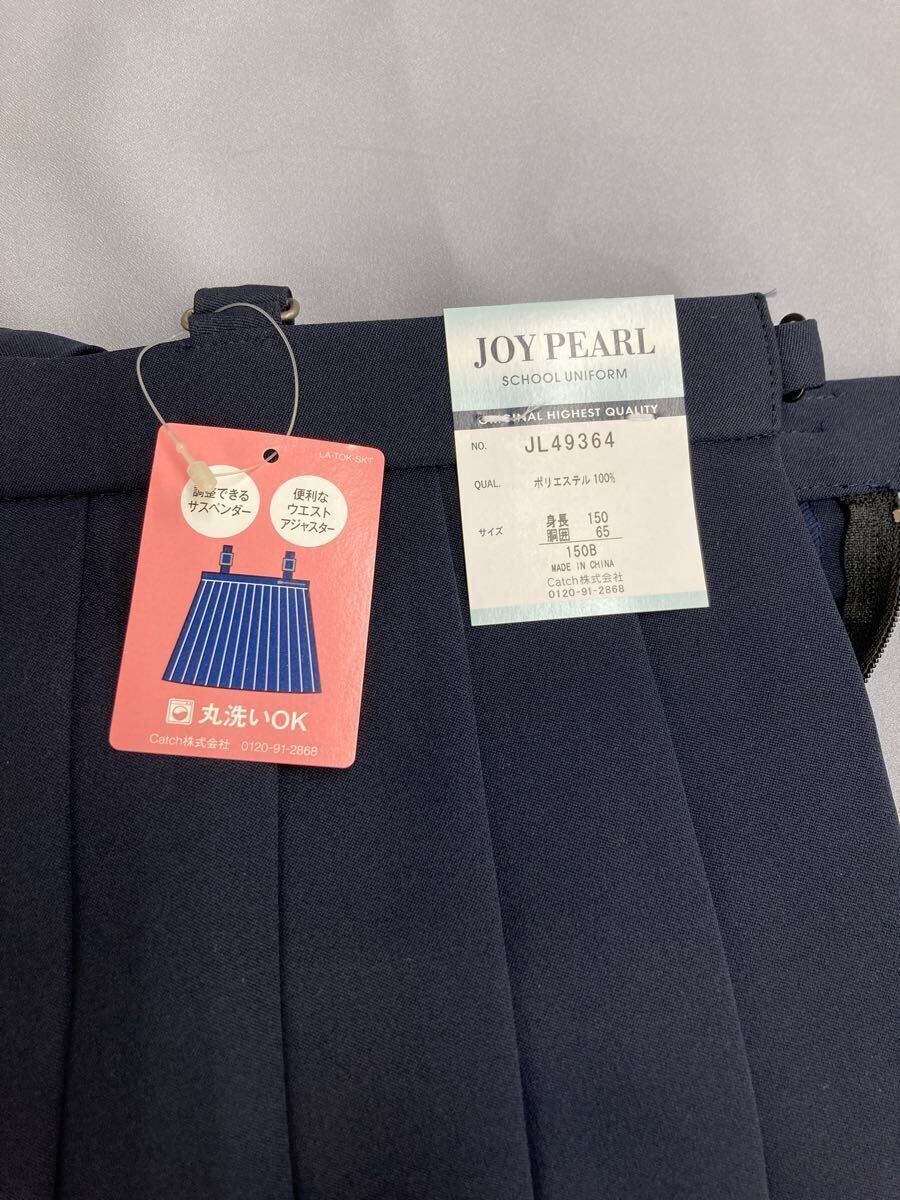 JOY PEARL
SCHOOL UNIFORM
ORIGINAL HIGHEST QUALITY
NO. JL49364
QUAL. ポリエステル 100%
サイズ
身長 150
胴囲 65
150B
MADE IN CHINA
Catch株式会社
0120-91-2868
LA-TOK-SKT
調整できる
サスペンダー
便利な
ウエスト
アジャスター
丸洗いOK
Catch株式会社 0120-91-2868